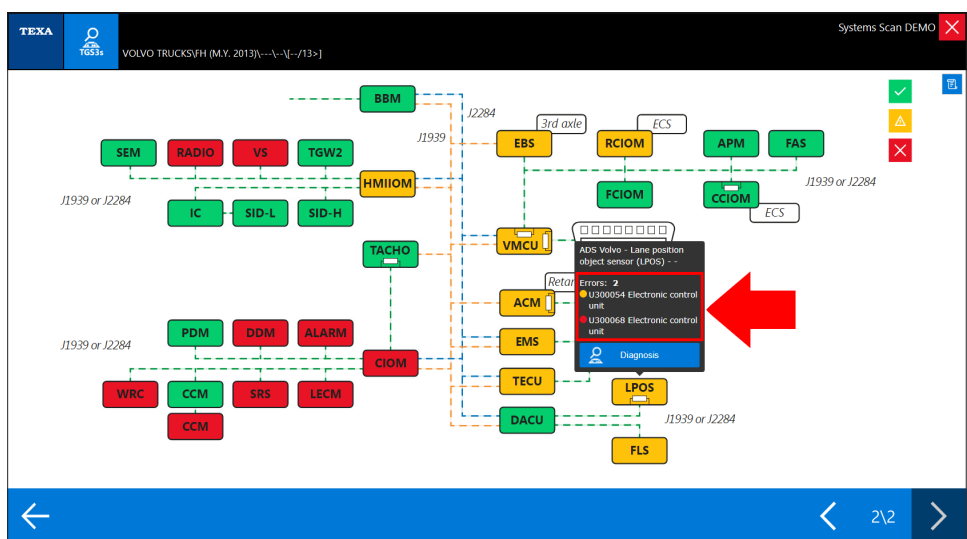 TEXA
TGS3s
VOLVO TRUCKS\FH (M.Y. 2013)\---\--\[--/13>]
Systems Scan DEMO
BBM
J2284
J1939
3rd axle
ECS
EBS
RCIOM
APM
FAS
SEM
RADIO
VS
TGW2
HMIIOM
J1939 or J2284
J1939 or J2284
FCIOM
CCIOM
ECS
IC
SID-L
SID-H
VMCU
TACHO
ADS Volvo - Lane position
object sensor (LPOS) - -
Errors: 2
U300054 Electronic control
unit
U300068 Electronic control
unit
Diagnosis
Retar
ACM
PDM
DDM
ALARM
J1939 or J2284
EMS
CIOM
TECU
LPOS
WRC
CCM
SRS
LECM
CCM
DACU
J1939 or J2284
FLS
2\2